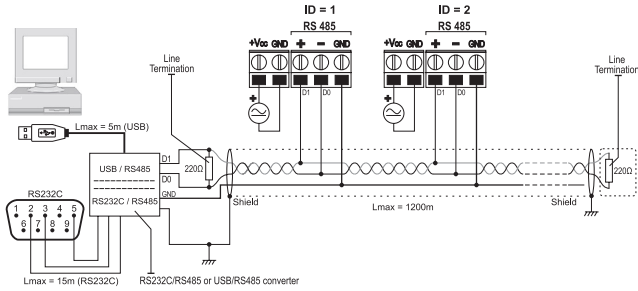 ID = 1
ID = 2
RS 485
RS 485
+Vcc GND + − GND
+Vcc GND + − GND
Line
Termination
Line
Termination
D1 D0
D1 D0
+
+
Lmax = 5m (USB)
USB / RS485
RS232C / RS485
D1
D0
GND
220Ω
220Ω
Shield
Lmax = 1200m
Shield
RS232C
1 2 3 4 5
6 7 8 9
Lmax = 15m (RS232C)
RS232C/RS485 or USB/RS485 converter